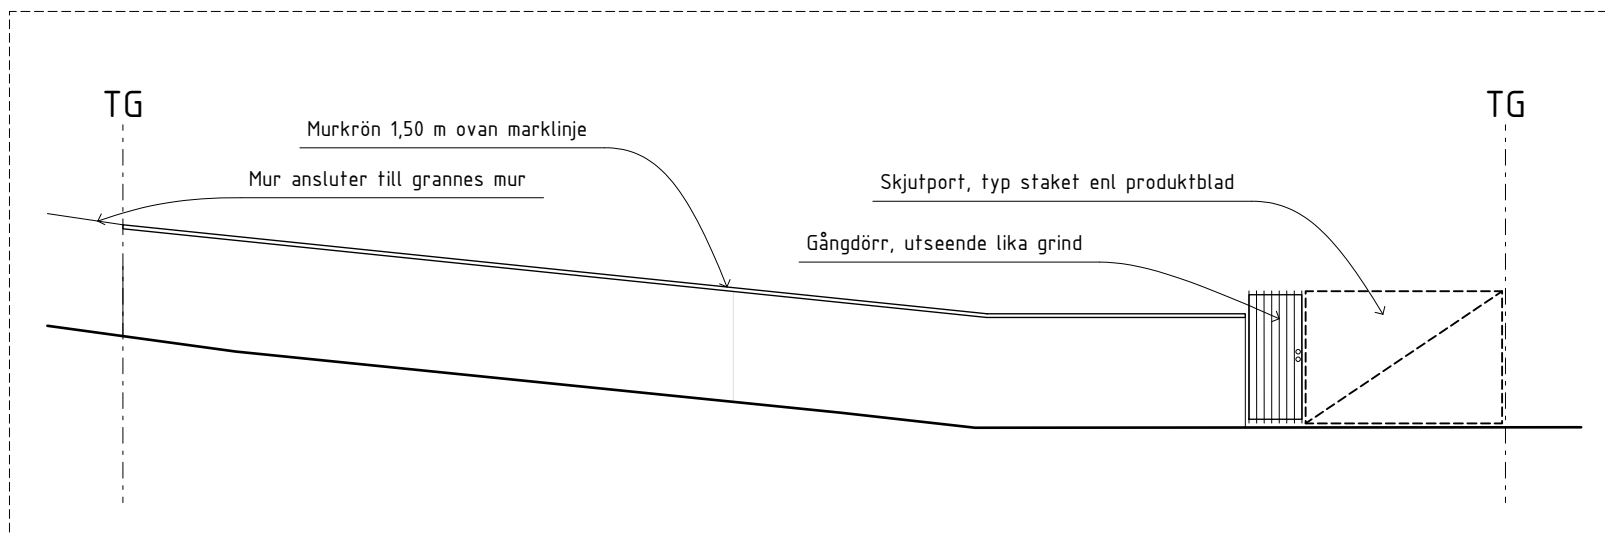 TG
TG
Murkrön 1,50 m ovan marklinje
Mur ansluter till grannes mur
Skjutport, typ staket enl produktblad
Gångdörr, utseende lika grind